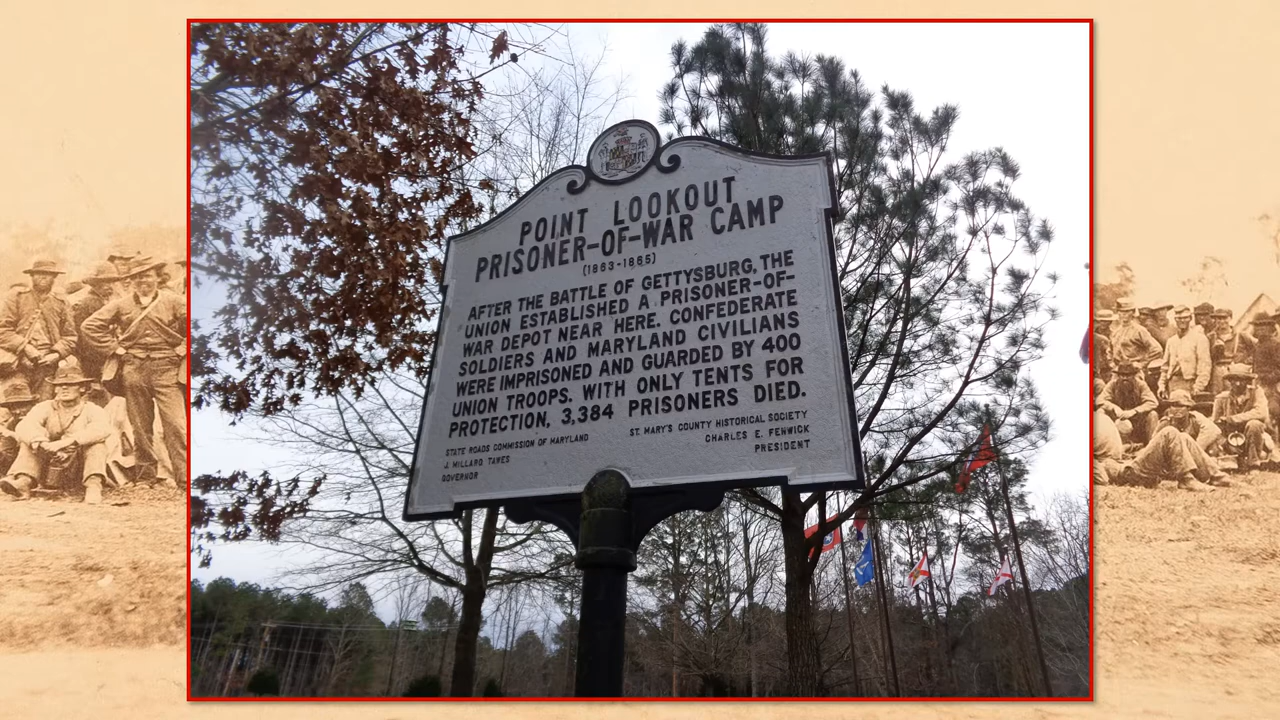 POINT LOOKOUT
PRISONER-OF-WAR CAMP
(1863-1865)
AFTER THE BATTLE OF GETTYSBURG, THE
UNION ESTABLISHED A PRISONER-OF-
WAR DEPOT NEAR HERE. CONFEDERATE
SOLDIERS AND MARYLAND CIVILIANS
WERE IMPRISONED AND GUARDED BY 400
UNION TROOPS. WITH ONLY TENTS FOR
PROTECTION, 3,384 PRISONERS DIED.
STATE ROADS COMMISSION OF MARYLAND
J. MILLARD TAWES
GOVERNOR
ST. MARY'S COUNTY HISTORICAL SOCIETY
CHARLES E. FENWICK
PRESIDENT